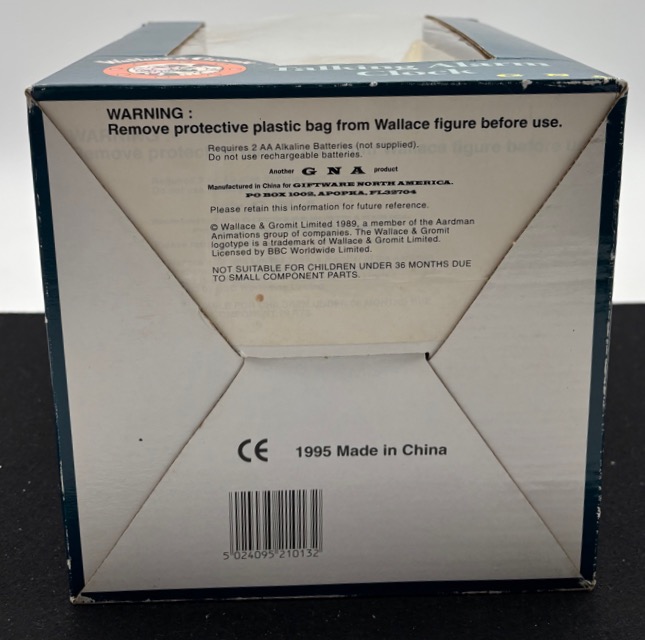 Talking Alarm
Clock
WARNING :
Remove protective plastic bag from Wallace figure before use.
Requires 2 AA Alkaline Batteries (not supplied).
Do not use rechargeable batteries.
Another G N A product
Manufactured in China for GIFTWARE NORTH AMERICA.
PO BOX 1002, APOPKA, FL32704
Please retain this information for future reference.
© Wallace & Gromit Limited 1989, a member of the Aardman
Animations group of companies. The Wallace & Gromit
logotype is a trademark of Wallace & Gromit Limited.
Licensed by BBC Worldwide Limited.
NOT SUITABLE FOR CHILDREN UNDER 36 MONTHS DUE
TO SMALL COMPONENT PARTS.
CE 1995 Made in China
5 024095 210132